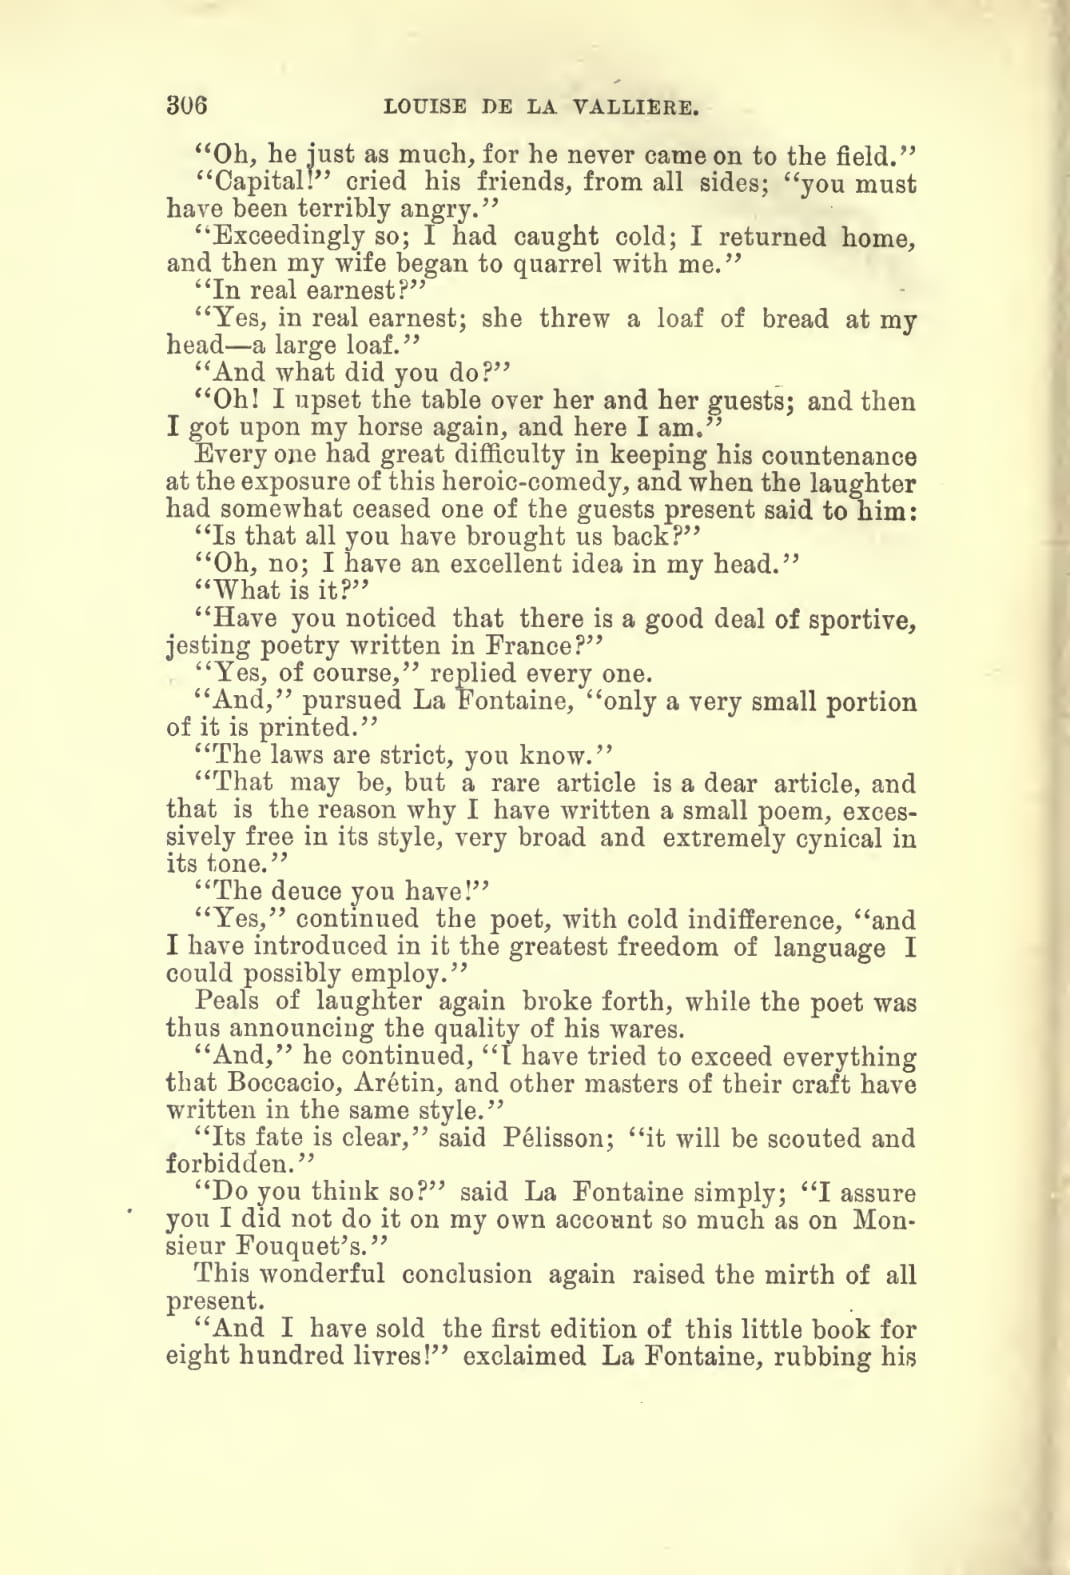 306 LOUISE DE LA VALLIERE.
“Oh, he just as much, for he never came on to the field.”
“Capital!” cried his friends, from all sides; “you must
have been terribly angry.”
“Exceedingly so; I had caught cold; I returned home,
and then my wife began to quarrel with me.”
“In real earnest?”
“Yes, in real earnest; she threw a loaf of bread at my
head—a large loaf.”
“And what did you do?”
“Oh! I upset the table over her and her guests; and then
I got upon my horse again, and here I am.”
Every one had great difficulty in keeping his countenance
at the exposure of this heroic-comedy, and when the laughter
had somewhat ceased one of the guests present said to him:
“Is that all you have brought us back?”
“Oh, no; I have an excellent idea in my head.”
“What is it?”
“Have you noticed that there is a good deal of sportive,
jesting poetry written in France?”
“Yes, of course,” replied every one.
“And,” pursued La Fontaine, “only a very small portion
of it is printed.”
“The laws are strict, you know.”
“That may be, but a rare article is a dear article, and
that is the reason why I have written a small poem, exces-
sively free in its style, very broad and extremely cynical in
its tone.”
“The deuce you have!”
“Yes,” continued the poet, with cold indifference, “and
I have introduced in it the greatest freedom of language I
could possibly employ.”
Peals of laughter again broke forth, while the poet was
thus announcing the quality of his wares.
“And,” he continued, “I have tried to exceed everything
that Boccacio, Arétin, and other masters of their craft have
written in the same style.”
“Its fate is clear,” said Pélisson; “it will be scouted and
forbidden.”
“Do you think so?” said La Fontaine simply; “I assure
you I did not do it on my own account so much as on Mon-
sieur Fouquet’s.”
This wonderful conclusion again raised the mirth of all
present.
“And I have sold the first edition of this little book for
eight hundred livres!” exclaimed La Fontaine, rubbing his